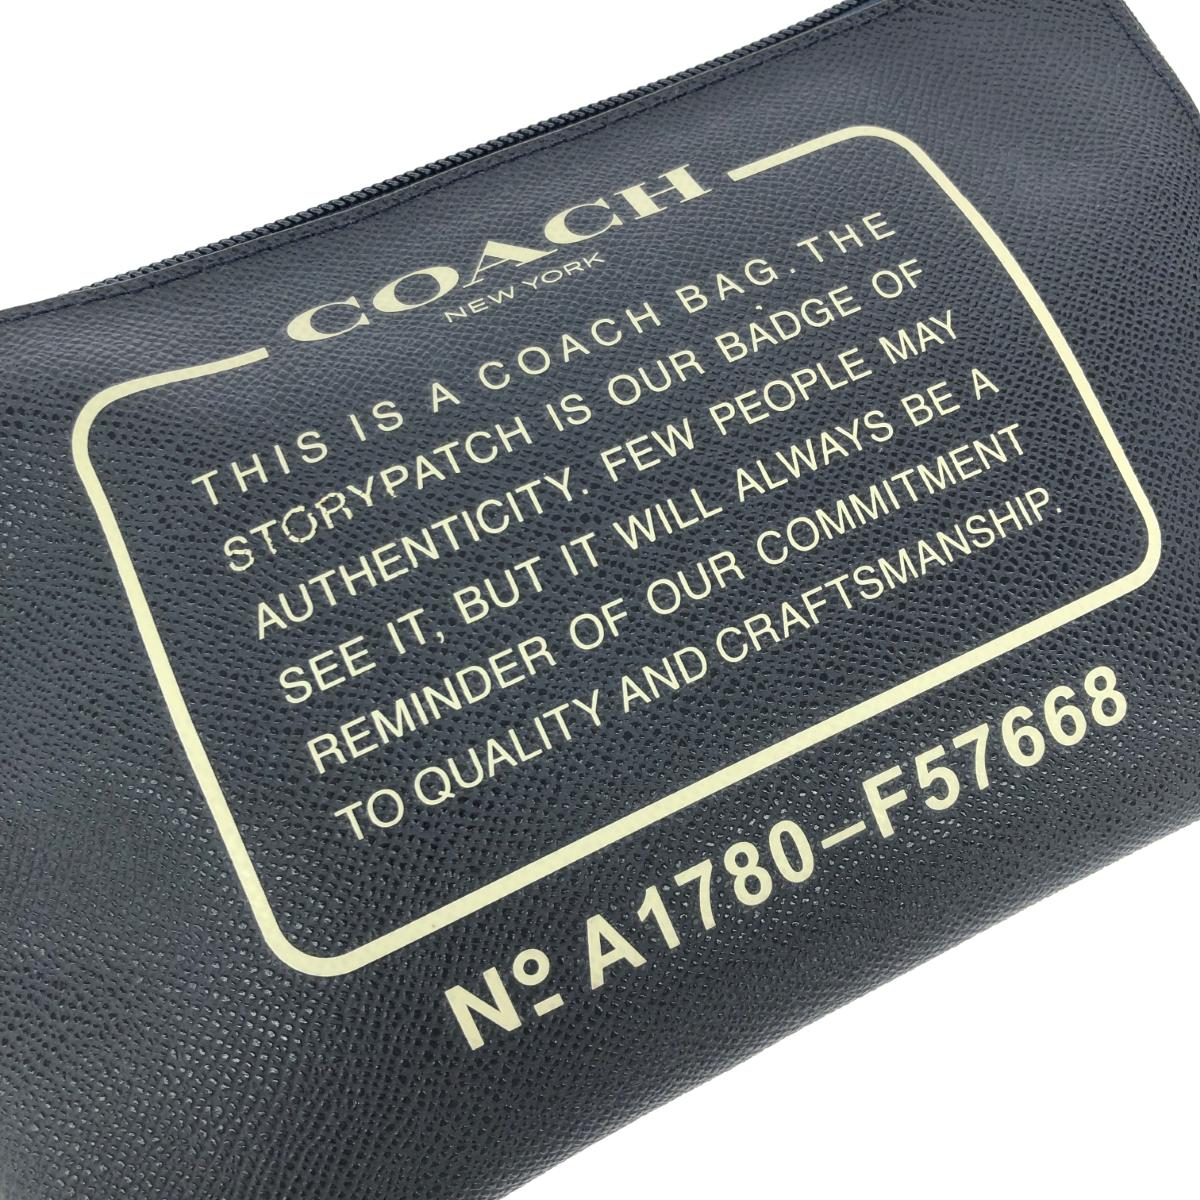 COACH
NEW YORK
THIS IS A COACH BAG. THE
STORYPATCH IS OUR BADGE OF
AUTHENTICITY. FEW PEOPLE MAY
SEE IT, BUT IT WILL ALWAYS BE A
REMINDER OF OUR COMMITMENT
TO QUALITY AND CRAFTSMANSHIP.
Nº A1780–F57668